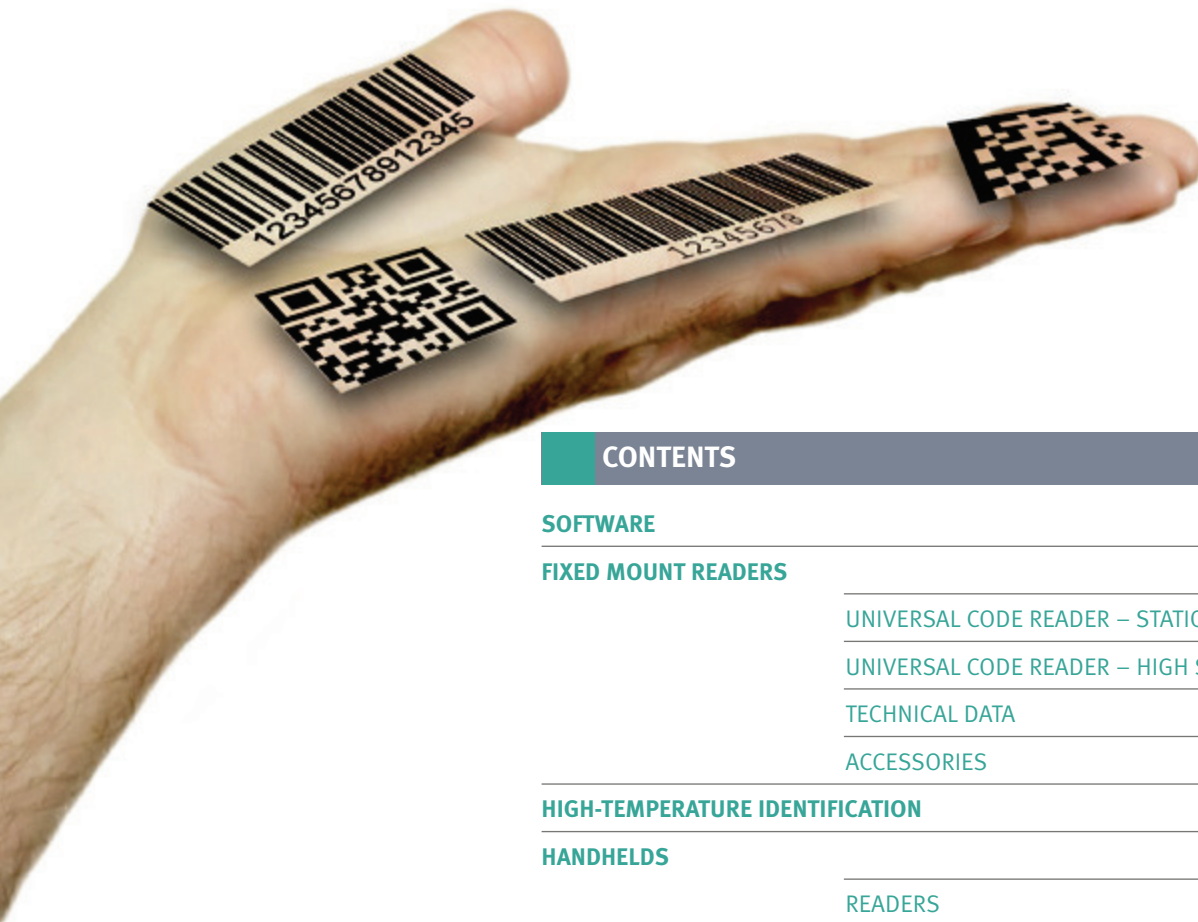 12345678912345
12345678
CONTENTS
SOFTWARE
FIXED MOUNT READERS
UNIVERSAL CODE READER – STATIC
UNIVERSAL CODE READER – HIGH
TECHNICAL DATA
ACCESSORIES
HIGH-TEMPERATURE IDENTIFICATION
HANDHELDS
READERS